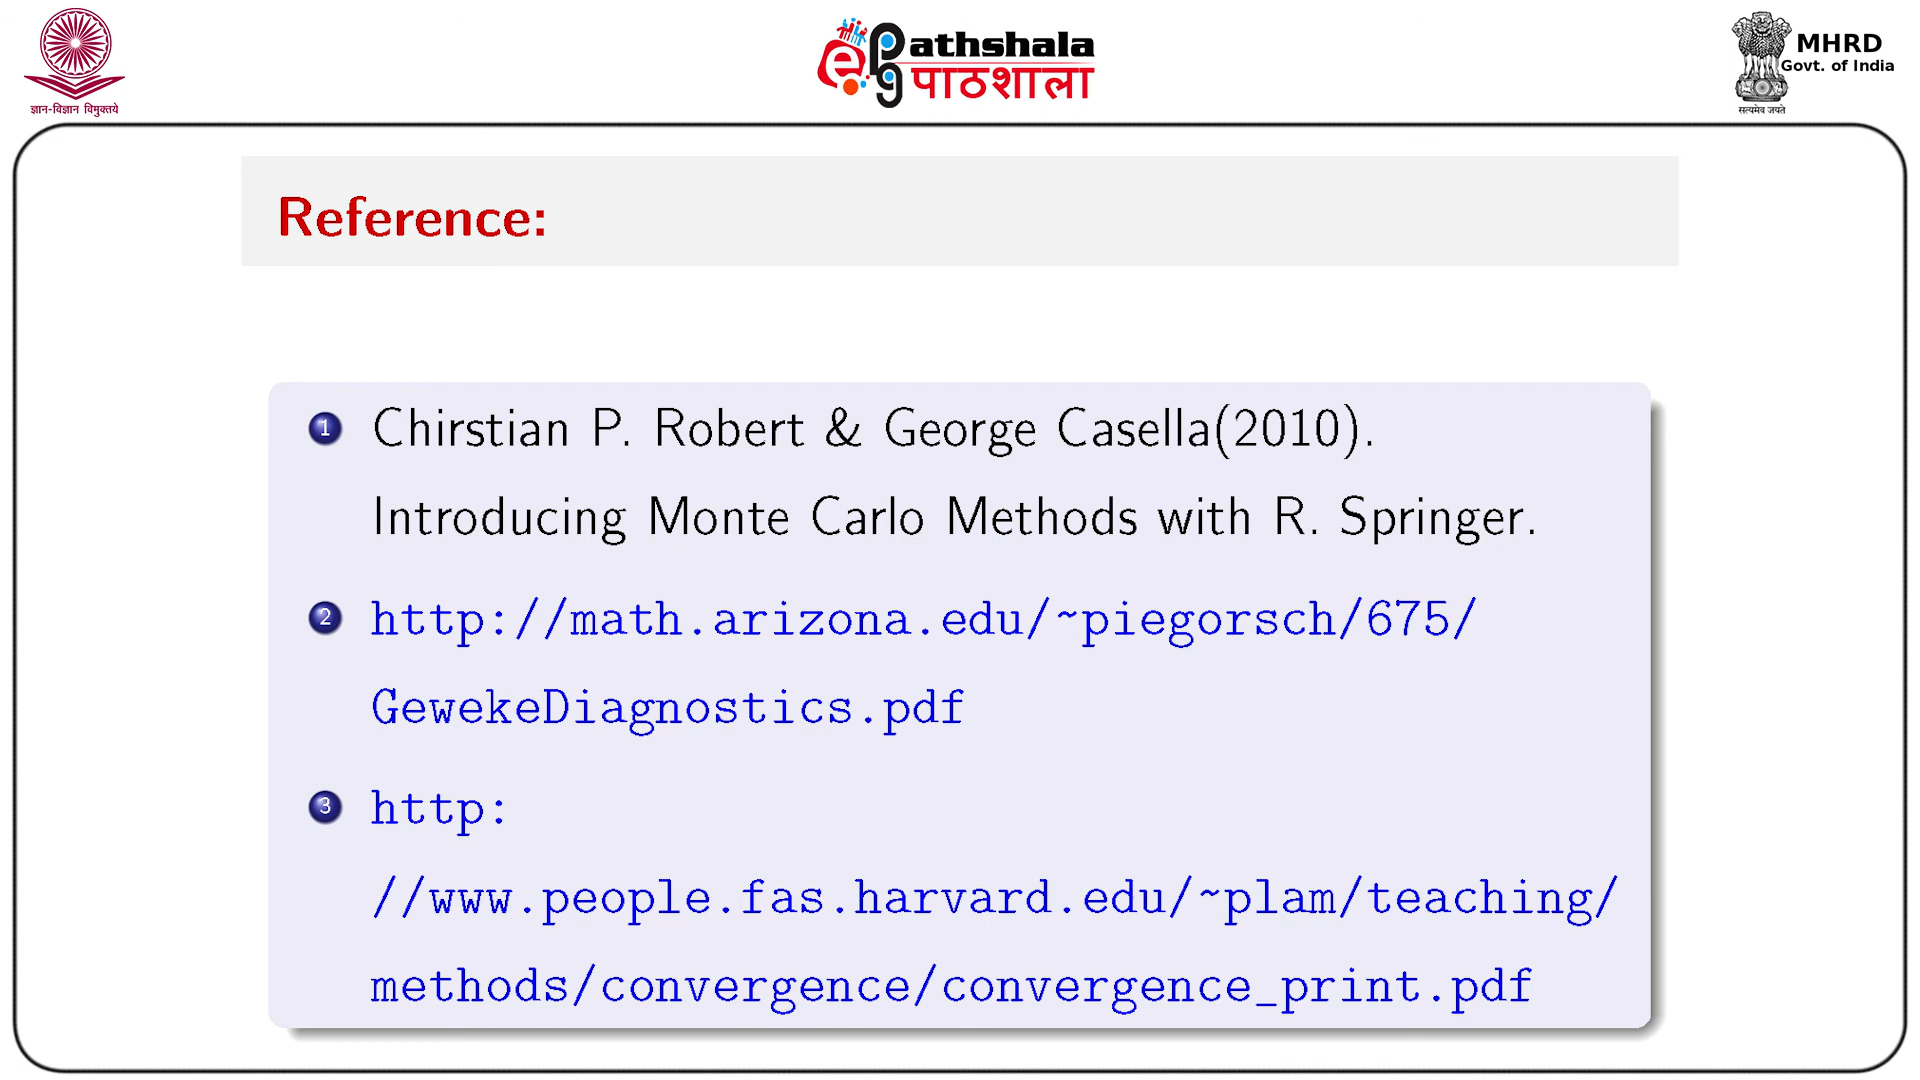 ज्ञान-विज्ञान विमुक्तये
ePG Pathshala
पाठशाला
MHRD
Govt. of India
सत्यमेव जयते
Reference:
1 Chirstian P. Robert & George Casella(2010).
Introducing Monte Carlo Methods with R. Springer.
2 http://math.arizona.edu/~piegorsch/675/
GewekeDiagnostics.pdf
3 http:
//www.people.fas.harvard.edu/~plam/teaching/
methods/convergence/convergence_print.pdf